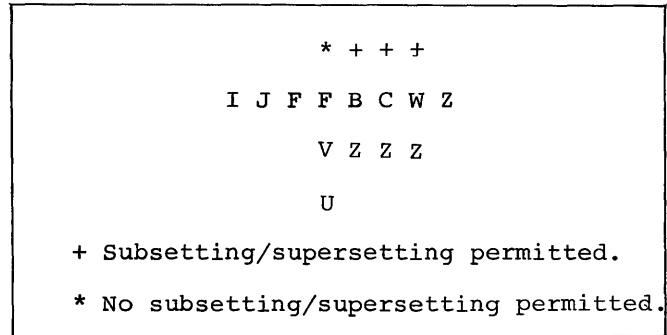 * + + +
I J F F B C W Z
V Z Z Z
U
+ Subsetting/supersetting permitted.
* No subsetting/supersetting permitted.